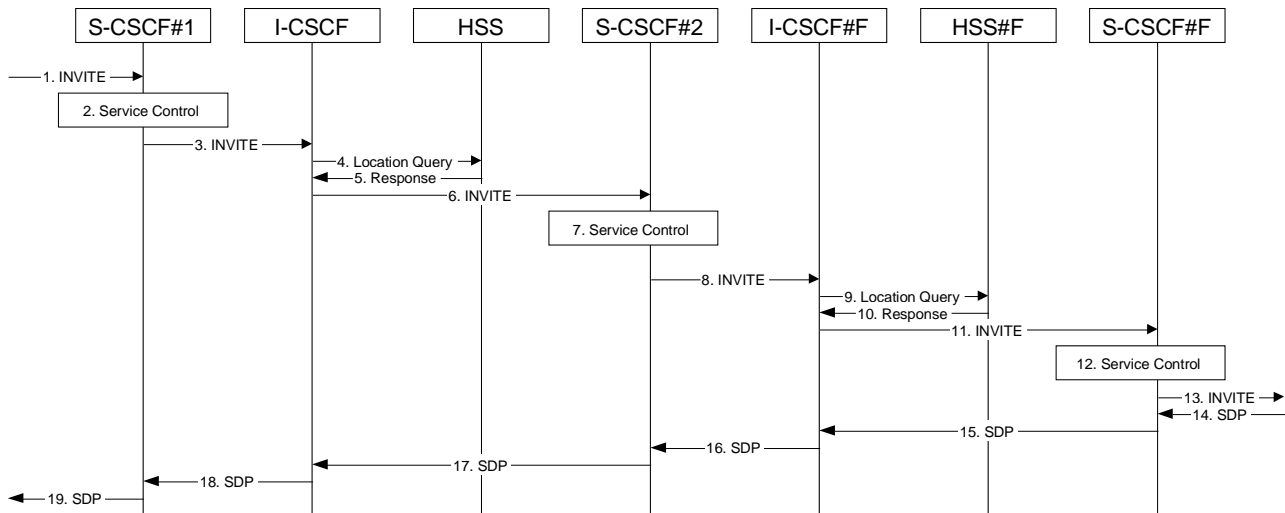 S-CSCF#1
I-CSCF
HSS
S-CSCF#2
I-CSCF#F
HSS#F
S-CSCF#F
1. INVITE
2. Service Control
3. INVITE
4. Location Query
5. Response
6. INVITE
7. Service Control
8. INVITE
9. Location Query
10. Response
11. INVITE
12. Service Control
13. INVITE
14. SDP
15. SDP
16. SDP
17. SDP
18. SDP
19. SDP